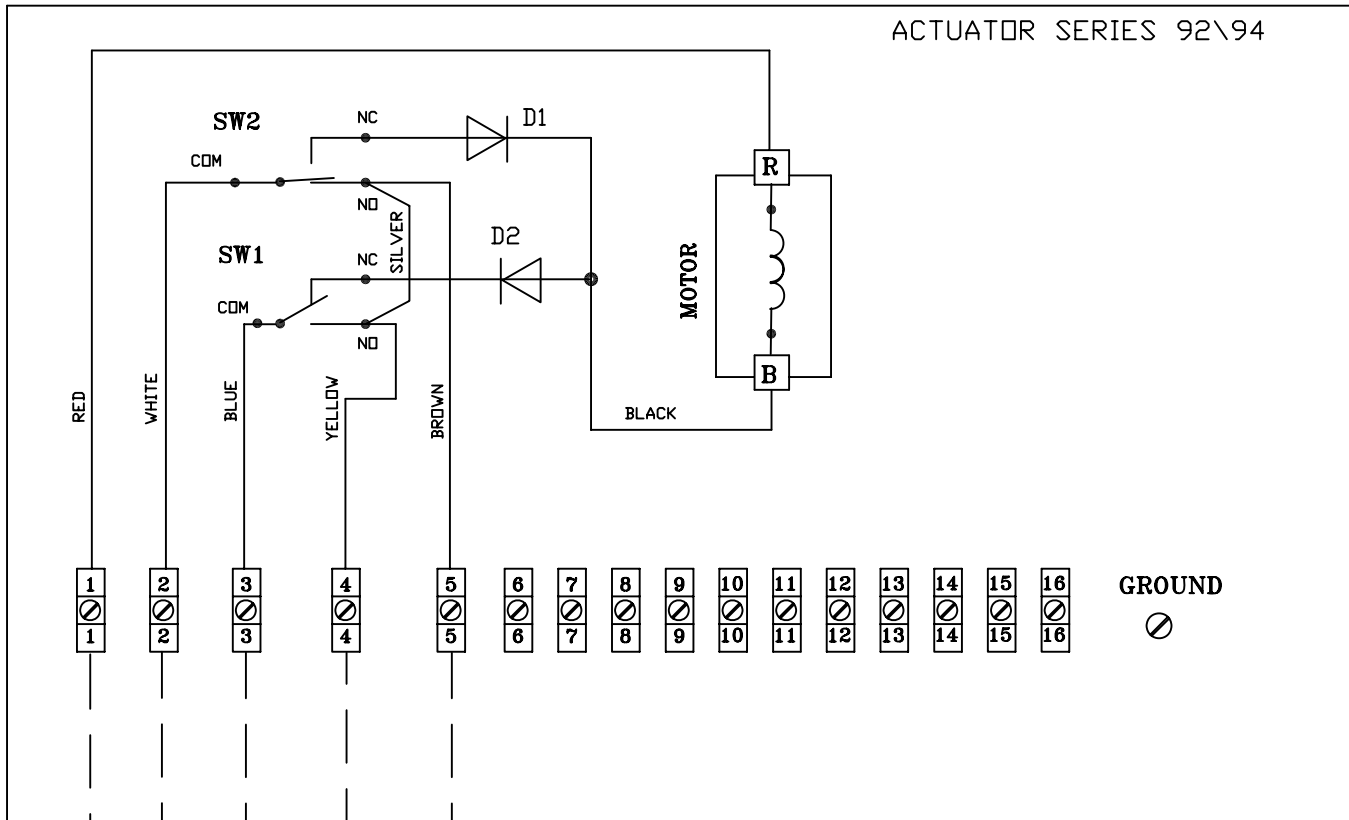 ACTUATOR SERIES 92\94
SW2
NC
D1
COM
R
NO
SILVER
D2
SW1
NC
MOTOR
COM
NO
B
RED
WHITE
BLUE
YELLOW
BROWN
BLACK
1 2 3 4 5 6 7 8 9 10 11 12 13 14 15 16
GROUND
1 2 3 4 5 6 7 8 9 10 11 12 13 14 15 16